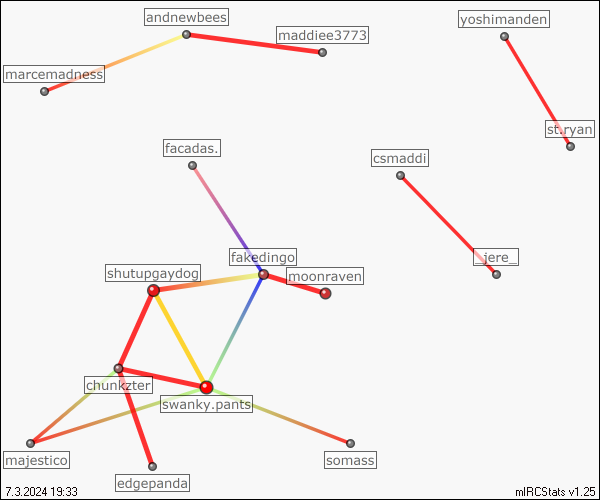 andnewbees
yoshimanden
maddiee3773
marcemadness
st.ryan
facadas.
csmaddi
fakedingo
_jere_
shutupgaydog
moonraven
chunkzter
swanky.pants
majestico
somass
edgepanda
7.3.2024 19:33
mIRCStats v1.25